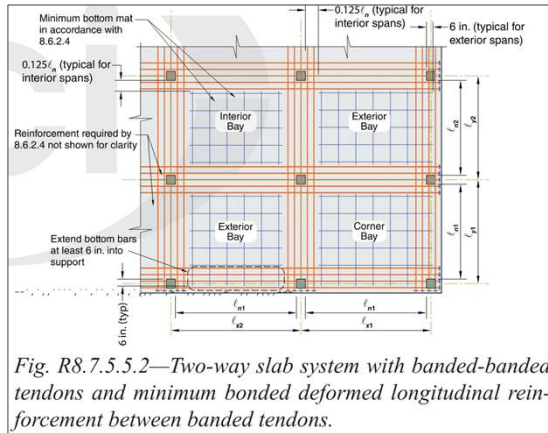 Minimum bottom mat
in accordance with
8.6.2.4
0.125ℓn (typical for
interior spans)
6 in. (typical for
exterior spans)
0.125ℓn (typical for
interior spans)
Interior
Bay
Exterior
Bay
ℓn2
ℓy2
Reinforcement required by
8.6.2.4 not shown for clarity
Exterior
Bay
Corner
Bay
ℓn1
ℓy1
Extend bottom bars
at least 6 in. into
support
6 in. (typ)
ℓn1
ℓn1
ℓx2
ℓx1
Fig. R8.7.5.5.2—Two-way slab system with banded-banded
tendons and minimum bonded deformed longitudinal rein-
forcement between banded tendons.